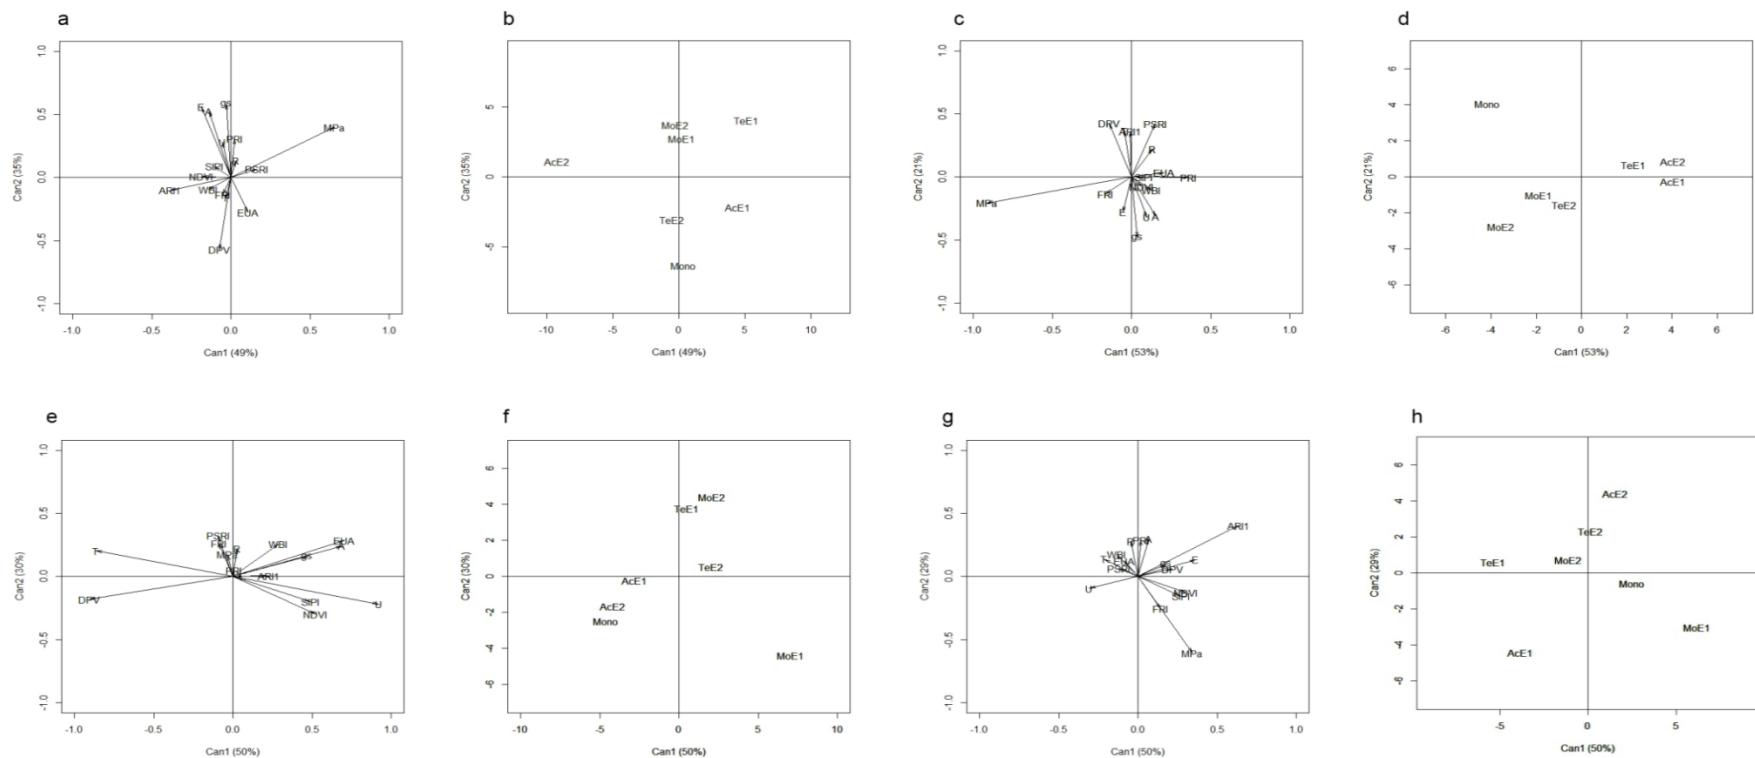 a
b
c
d
1.0
0.5
0.0
-0.5
-1.0
Can2 (35%)
E
A
gs
PRI
MPa
R
SIPI
PSRI
NDVI
ARI1
WBI
FRI
EUA
DPV
-1.0 -0.5 0.0 0.5 1.0
Can1 (49%)
5
0
-5
Can2 (35%)
MoE2
TeE1
MoE1
AcE2
AcE1
TeE2
Mono
-10 -5 0 5 10
Can1 (49%)
1.0
0.5
0.0
-0.5
-1.0
Can2 (21%)
DPV
ARI1
PSRI
R
EUA
SIPI
PRI
NDVI
WBI
FRI
MPa
E
U
A
gs
-1.0 -0.5 0.0 0.5 1.0
Can1 (53%)
6
4
2
0
-2
-4
-6
Can2 (21%)
Mono
TeE1
AcE2
AcE1
MoE1
TeE2
MoE2
-6 -4 -2 0 2 4 6
Can1 (53%)
e
f
g
h
1.0
0.5
0.0
-0.5
-1.0
Can2 (30%)
PSRI
FRI
R
WBI
EUA
A
T
MPa
gs
PRI
ARI1
DPV
SIPI
U
NDVI
-1.0 -0.5 0.0 0.5 1.0
Can1 (50%)
6
4
2
0
-2
-4
-6
Can2 (30%)
MoE2
TeE1
TeE2
AcE1
AcE2
Mono
MoE1
-10 -5 0 5 10
Can1 (50%)
1.0
0.5
0.0
-0.5
-1.0
Can2 (29%)
ARI1
R
PRI
A
WBI
T
EUA
gs
E
PSRI
DPV
U
NDVI
SIPI
FRI
MPa
-1.0 -0.5 0.0 0.5 1.0
Can1 (50%)
6
4
2
0
-2
-4
-6
Can2 (29%)
AcE2
TeE2
TeE1
MoE2
Mono
MoE1
AcE1
-5 0 5
Can1 (50%)